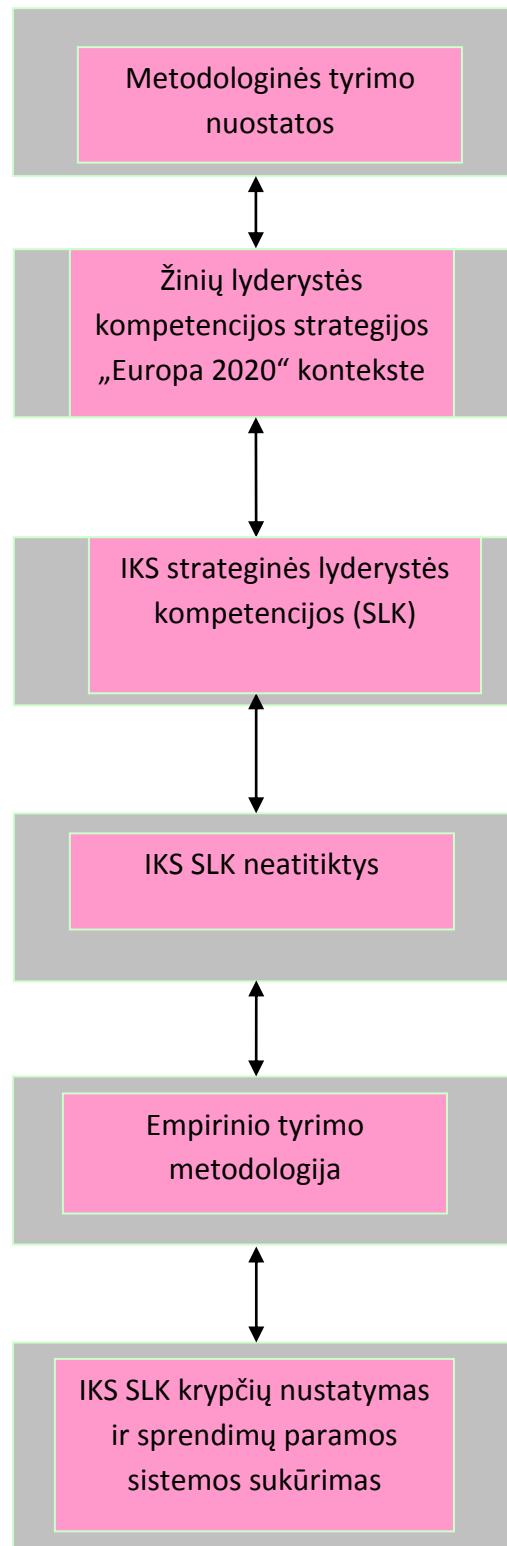 Metodologinės tyrimo
nuostatos
Žinių lyderystės
kompetencijos strategijos
„Europa 2020“ kontekste
IKS strateginės lyderystės
kompetencijos (SLK)
IKS SLK neatitiktys
Empirinio tyrimo
metodologija
IKS SLK krypčių nustatymas
ir sprendimų paramos
sistemos sukūrimas